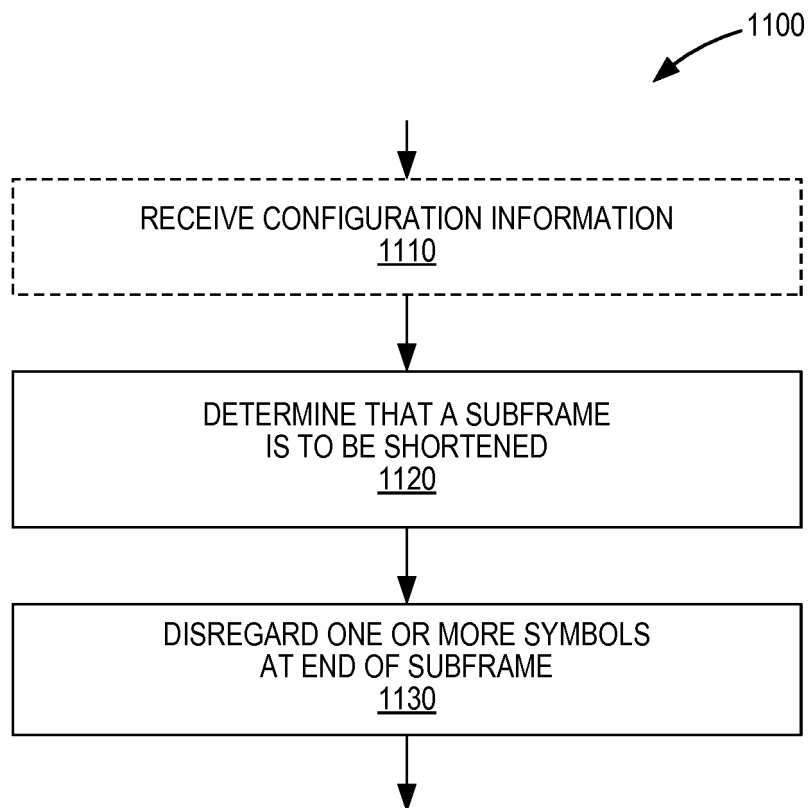 1100
RECEIVE CONFIGURATION INFORMATION
1110
DETERMINE THAT A SUBFRAME
IS TO BE SHORTENED
1120
DISREGARD ONE OR MORE SYMBOLS
AT END OF SUBFRAME
1130